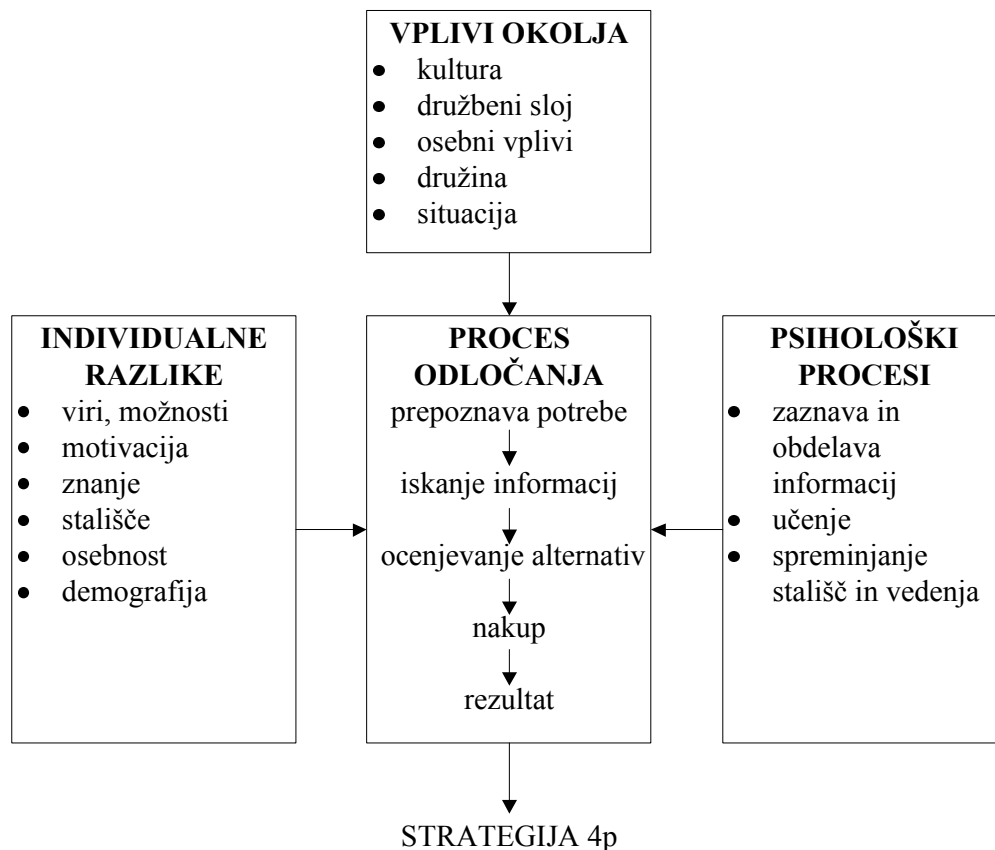 VPLIVI OKOLJA
• kultura
• družbeni sloj
• osebni vplivi
• družina
• situacija
INDIVIDUALNE
RAZLIKE
• viri, možnosti
• motivacija
• znanje
• stališče
• osebnost
• demografija
PROCES
ODLOČANJA
prepoznava potrebe
iskanje informacij
ocenjevanje alternativ
nakup
rezultat
PSIHOLOŠKI
PROCESI
• zaznava in
obdelava
informacij
• učenje
• spreminjanje
stališč in vedenja
STRATEGIJA 4p